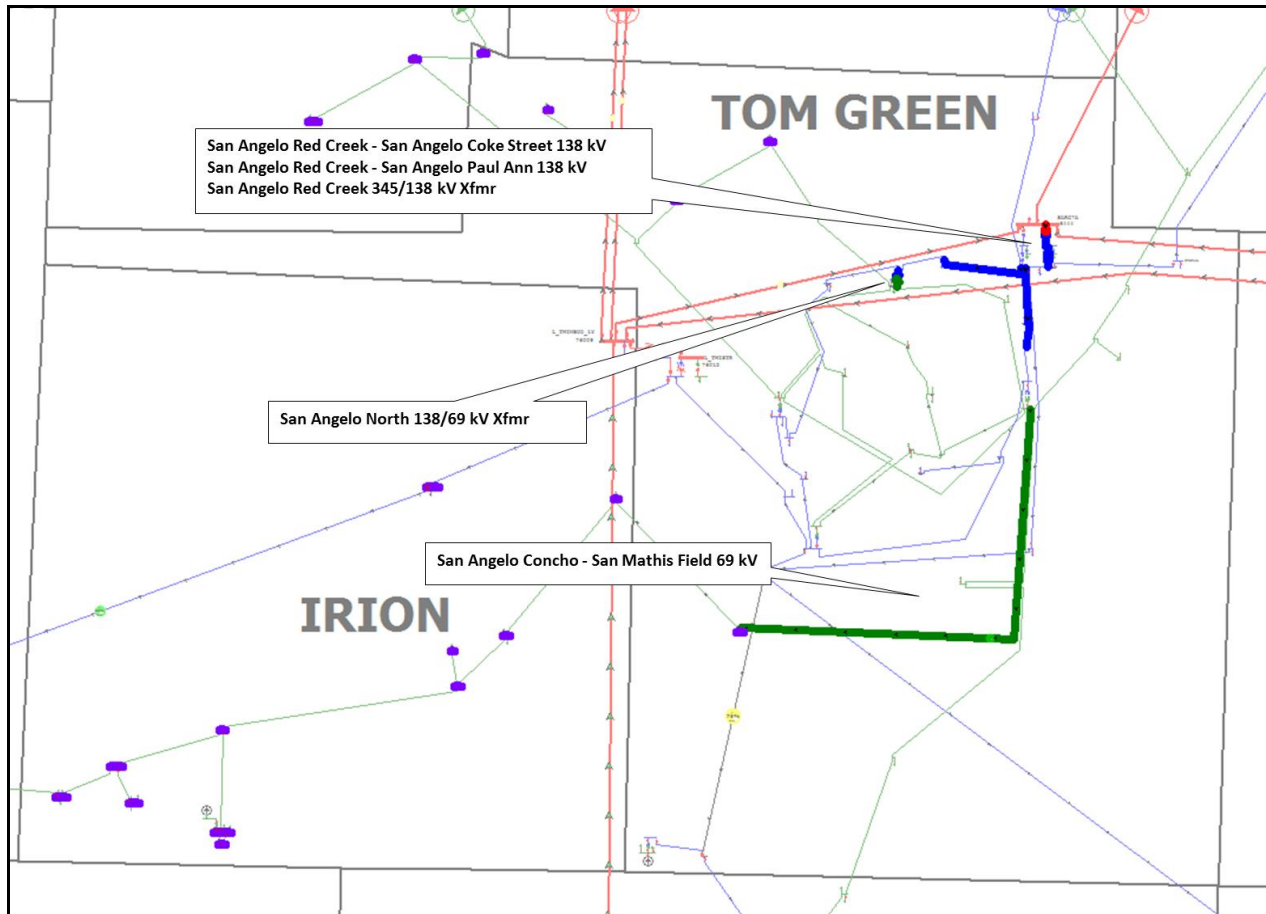 TOM GREEN
San Angelo Red Creek - San Angelo Coke Street 138 kV
San Angelo Red Creek - San Angelo Paul Ann 138 kV
San Angelo Red Creek 345/138 kV Xfmr
San Angelo North 138/69 kV Xfmr
San Angelo Concho - San Mathis Field 69 kV
IRION